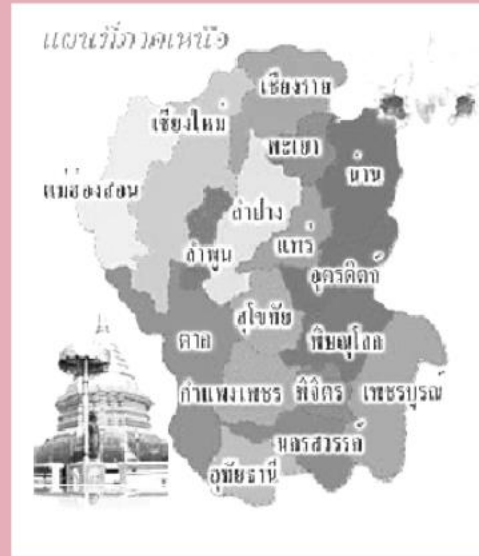 แผนที่ภาคเหนือ
เชียงราย
เชียงใหม่
พะเยา
น่าน
แม่ฮ่องสอน
ลำปาง
แพร่
ลำพูน
อุตรดิตถ์
สุโขทัย
ตาก
พิษณุโลก
กำแพงเพชร
พิจิตร
เพชรบูรณ์
นครสวรรค์
อุทัยธานี